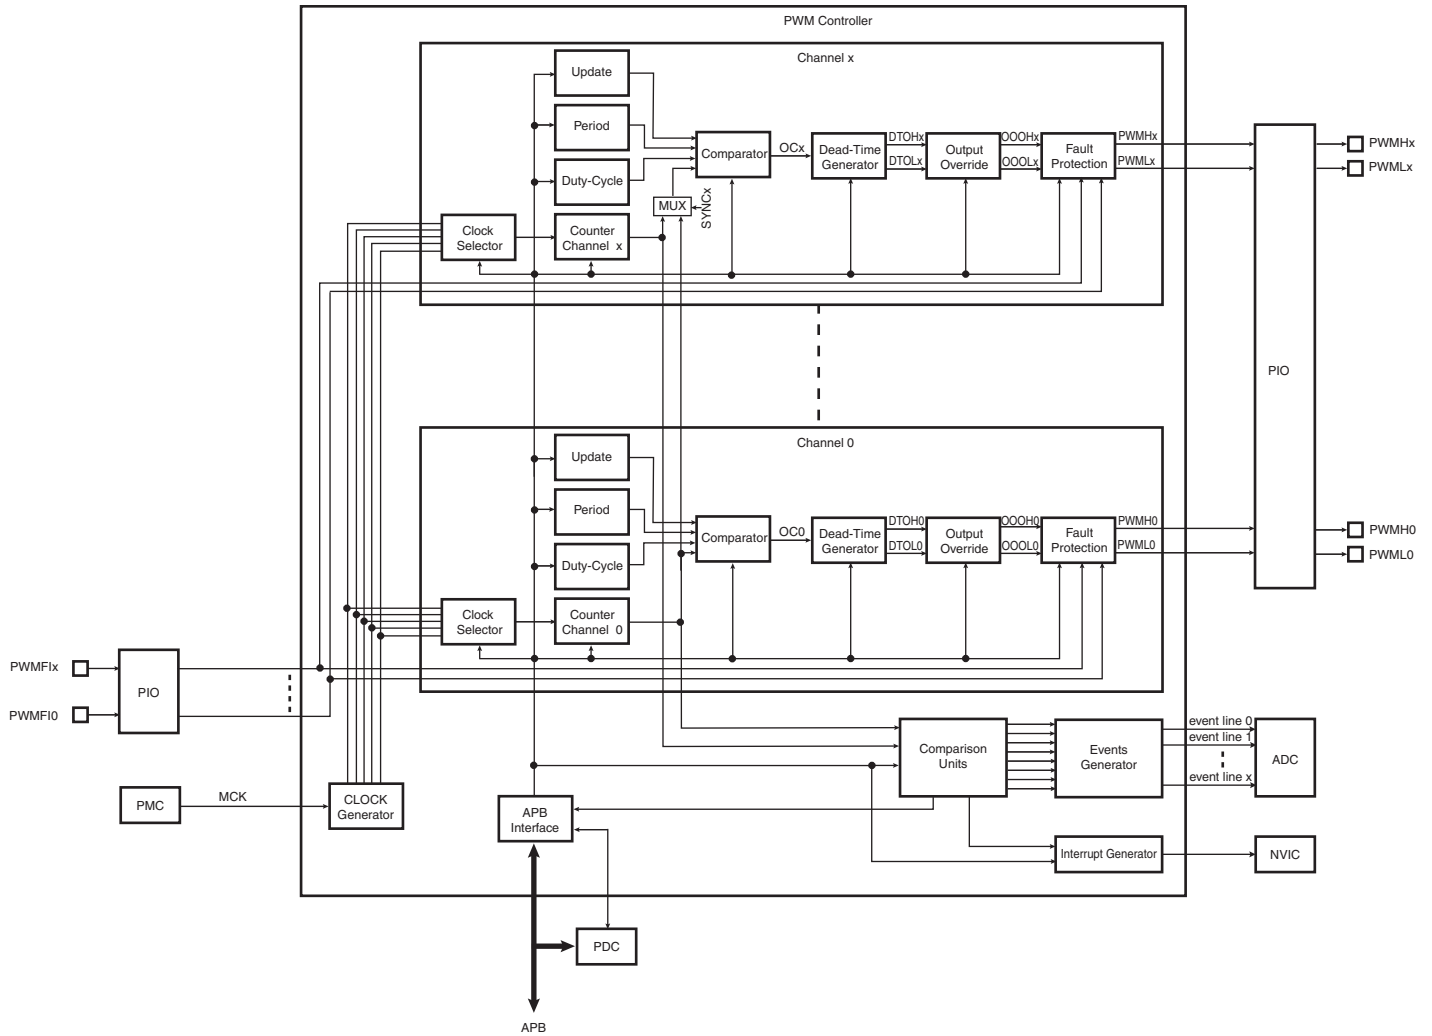 PWM Controller
Channel x
Update
Period
Duty-Cycle
MUX
SYNCx
Clock
Selector
Counter
Channel x
Comparator
OCx
Dead-Time
Generator
DTOHx
DTOLx
Output
Override
OOOHx
OOOLx
Fault
Protection
PWMHx
PWMLx
PIO
PWMHx
PWMLx
Channel 0
Update
Period
Duty-Cycle
Clock
Selector
Counter
Channel 0
Comparator
OC0
Dead-Time
Generator
DTOH0
DTOL0
Output
Override
OOOH0
OOOL0
Fault
Protection
PWMH0
PWML0
PWMH0
PWML0
PWMFIx
PWMFI0
PIO
PMC
MCK
CLOCK
Generator
APB
Interface
Comparison
Units
Events
Generator
event line 0
event line 1
event line x
ADC
Interrupt Generator
NVIC
PDC
APB